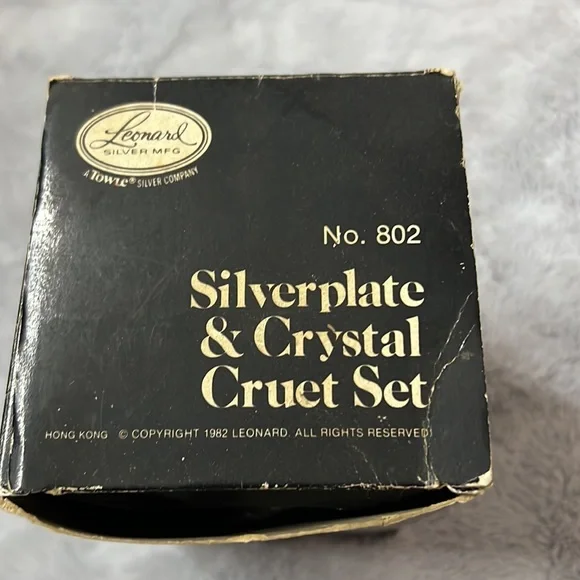 Leonard
SILVER MFG
A TOWLE® SILVER COMPANY
No. 802
Silverplate
& Crystal
Cruet Set
HONG KONG © COPYRIGHT 1982 LEONARD. ALL RIGHTS RESERVED